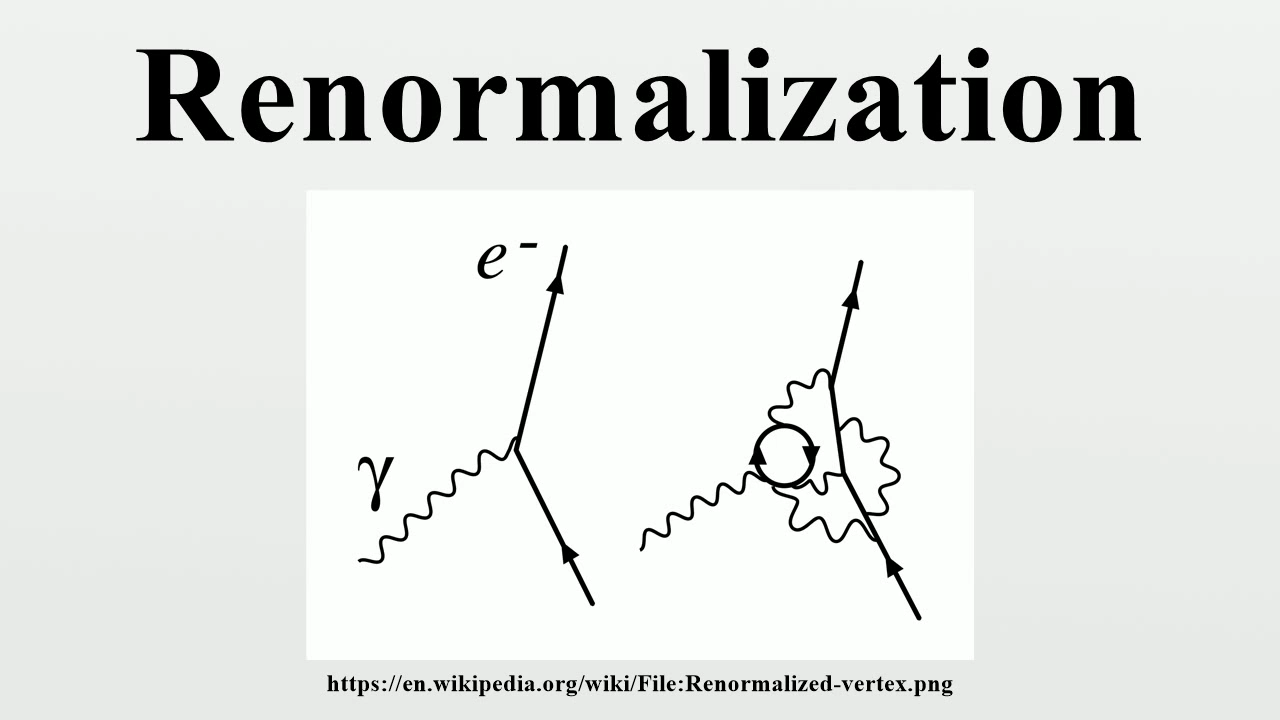 Renormalization
e -
γ
https://en.wikipedia.org/wiki/File:Renormalized-vertex.png